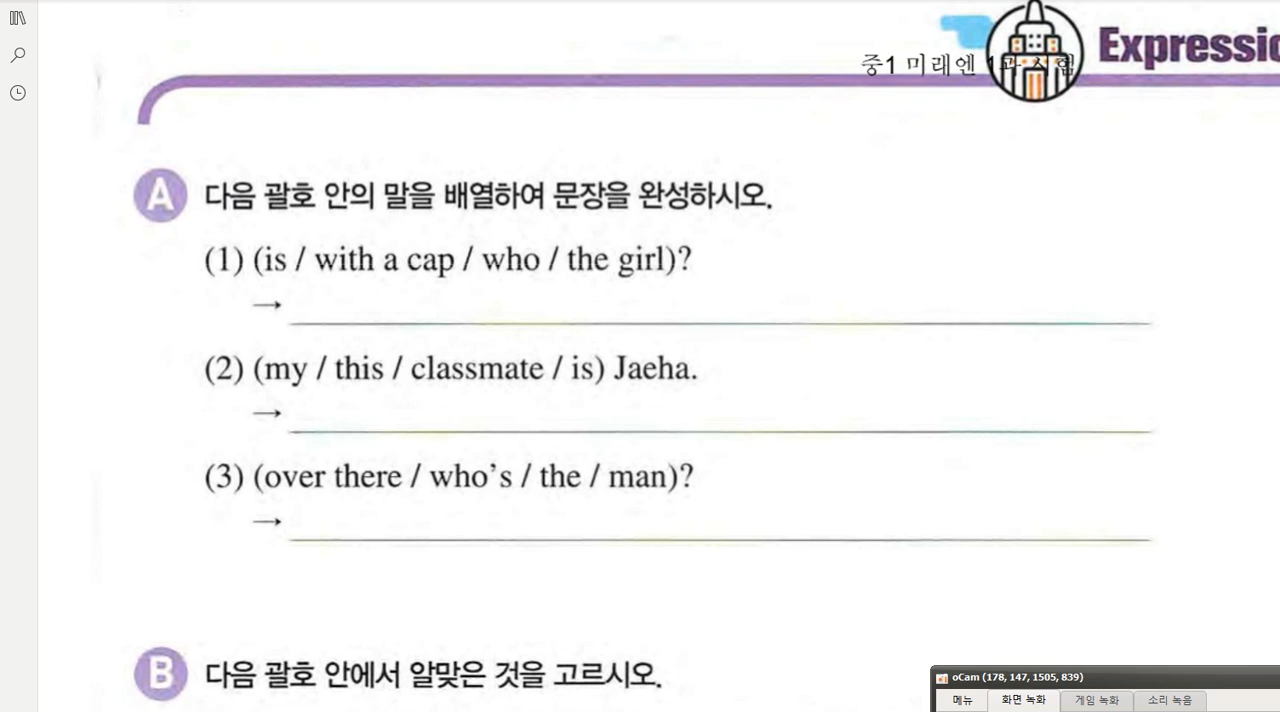 중1 미래엔 1과 시험
A 다음 괄호 안의 말을 배열하여 문장을 완성하시오.
(1) (is / with a cap / who / the girl)?
→
(2) (my / this / classmate / is) Jaeha.
→
(3) (over there / who's / the / man)?
→
B 다음 괄호 안에서 알맞은 것을 고르시오.
oCam (178, 147, 1505, 839)
메뉴 화면 녹화 게임 녹화 소리 녹음